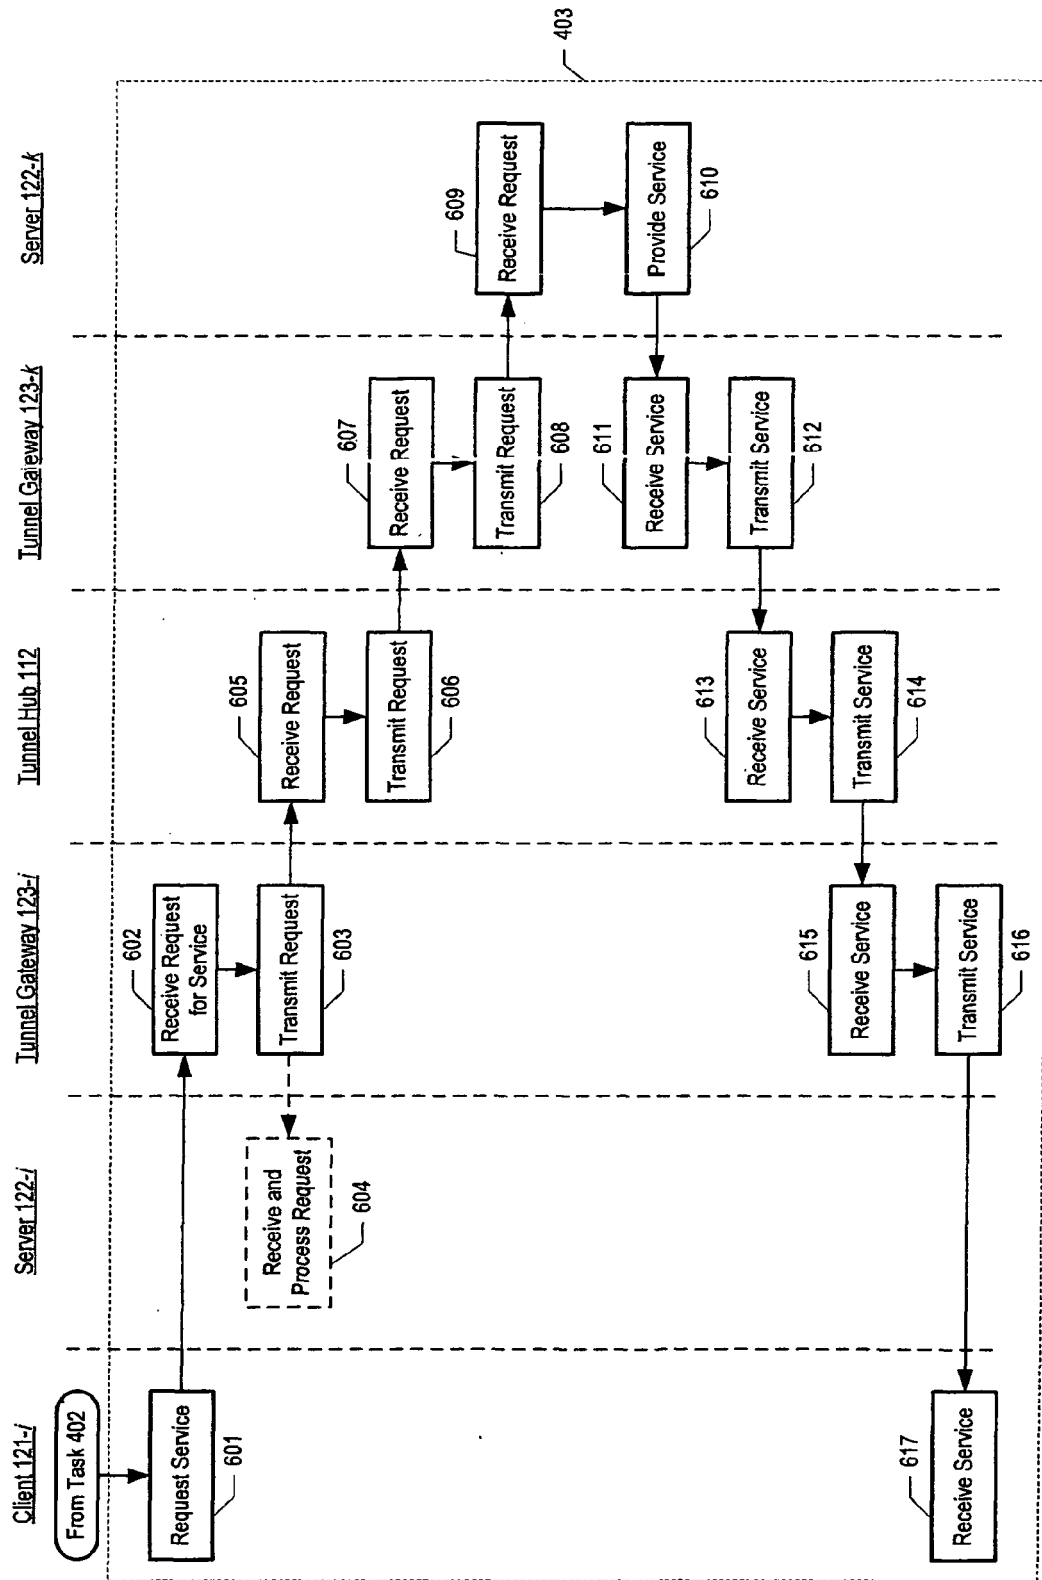 Client 121-i
Server 122-i
Tunnel Gateway 123-i
Tunnel Hub 112
Tunnel Gateway 123-k
Server 122-k
From Task 402
Request Service
601
Receive Request
for Service
602
Transmit Request
603
Receive and
Process Request
604
605
Receive Request
Transmit Request
606
607
Receive Request
Transmit Request
608
609
Receive Request
Provide Service
610
611
Receive Service
Transmit Service
612
613
Receive Service
Transmit Service
614
615
Receive Service
Transmit Service
616
617
Receive Service
403